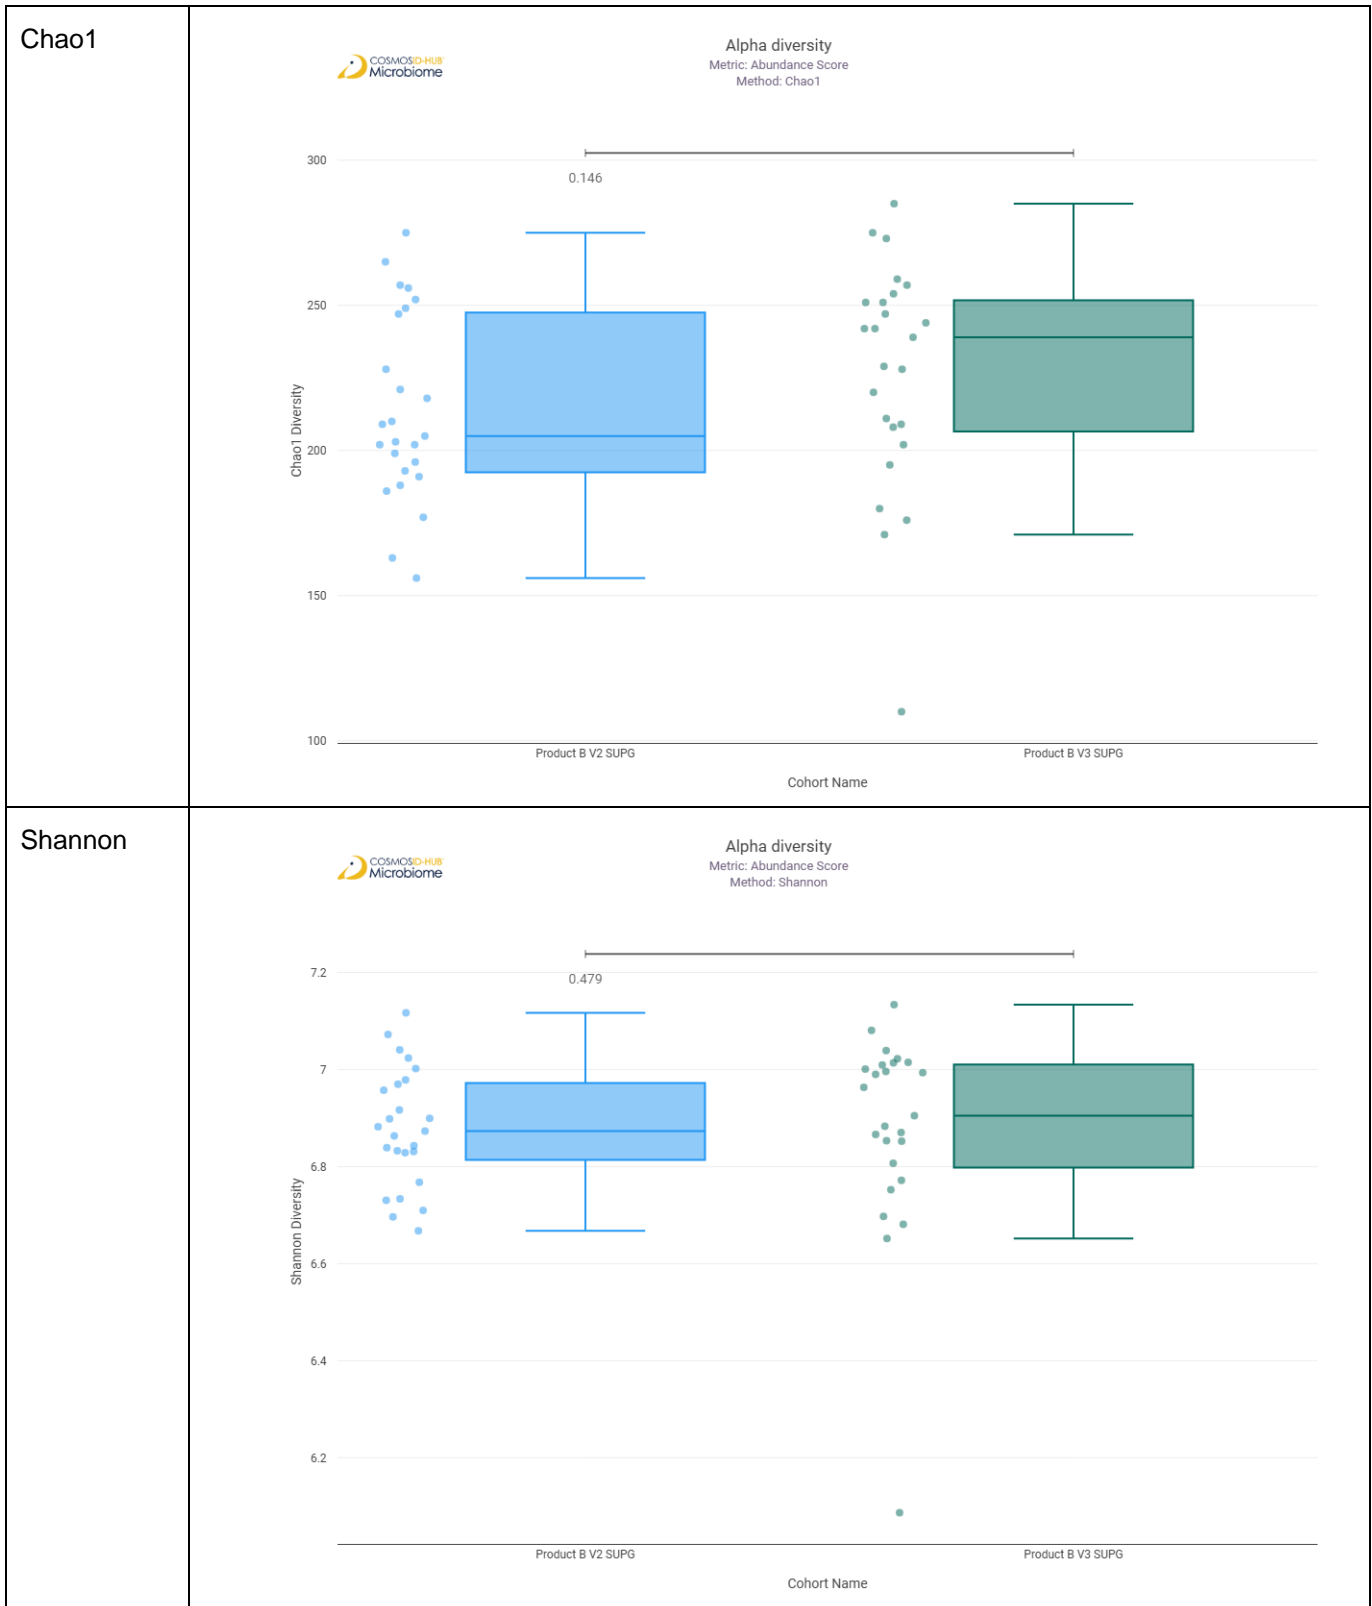 Chao1
COSMOSID-HUB
Microbiome
Alpha diversity
Metric: Abundance Score
Method: Chao1
300
0.146
250
200
150
100
Chao1 Diversity
Product B V2 SUPG
Product B V3 SUPG
Cohort Name
Shannon
COSMOSID-HUB
Microbiome
Alpha diversity
Metric: Abundance Score
Method: Shannon
7.2
0.479
7
6.8
6.6
6.4
6.2
Shannon Diversity
Product B V2 SUPG
Product B V3 SUPG
Cohort Name